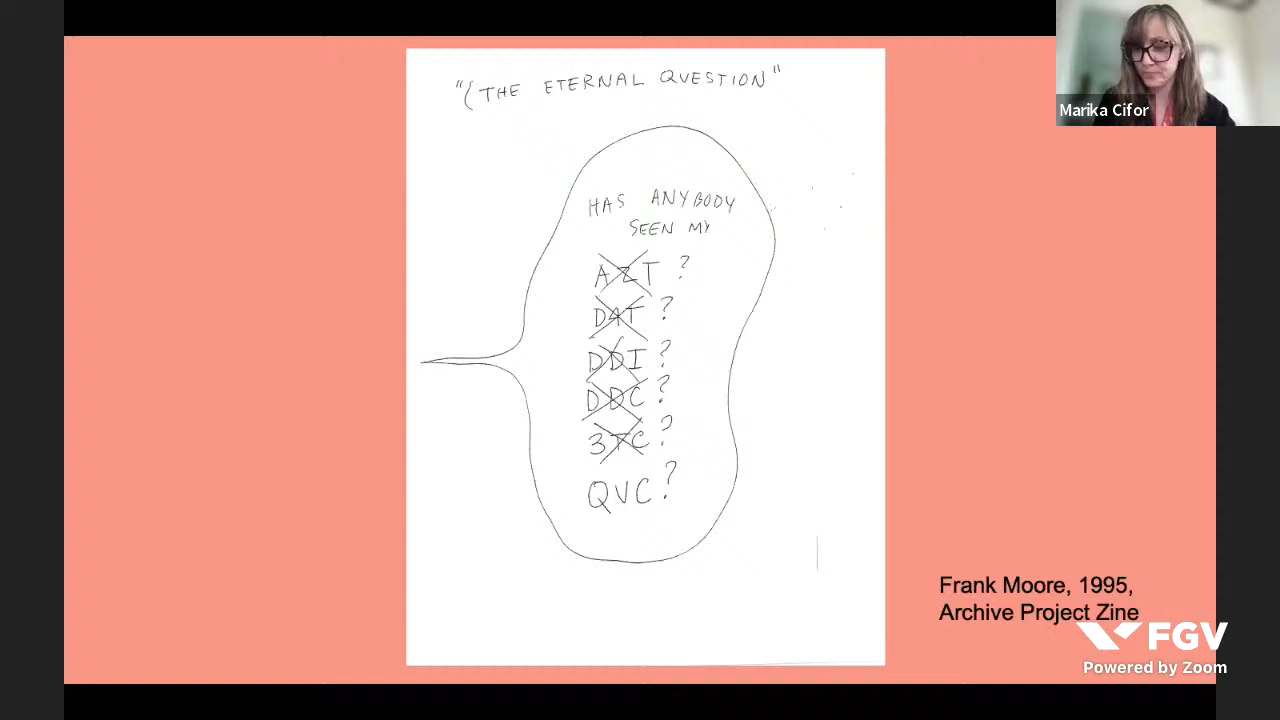 "(THE ETERNAL QUESTION"
HAS ANYBODY
SEEN MY
AZT ?
D4T ?
DDI ?
DDC ?
3TC ?
QVC ?
Marika Cifor
Frank Moore, 1995,
Archive Project Zine
FGV
Powered by Zoom